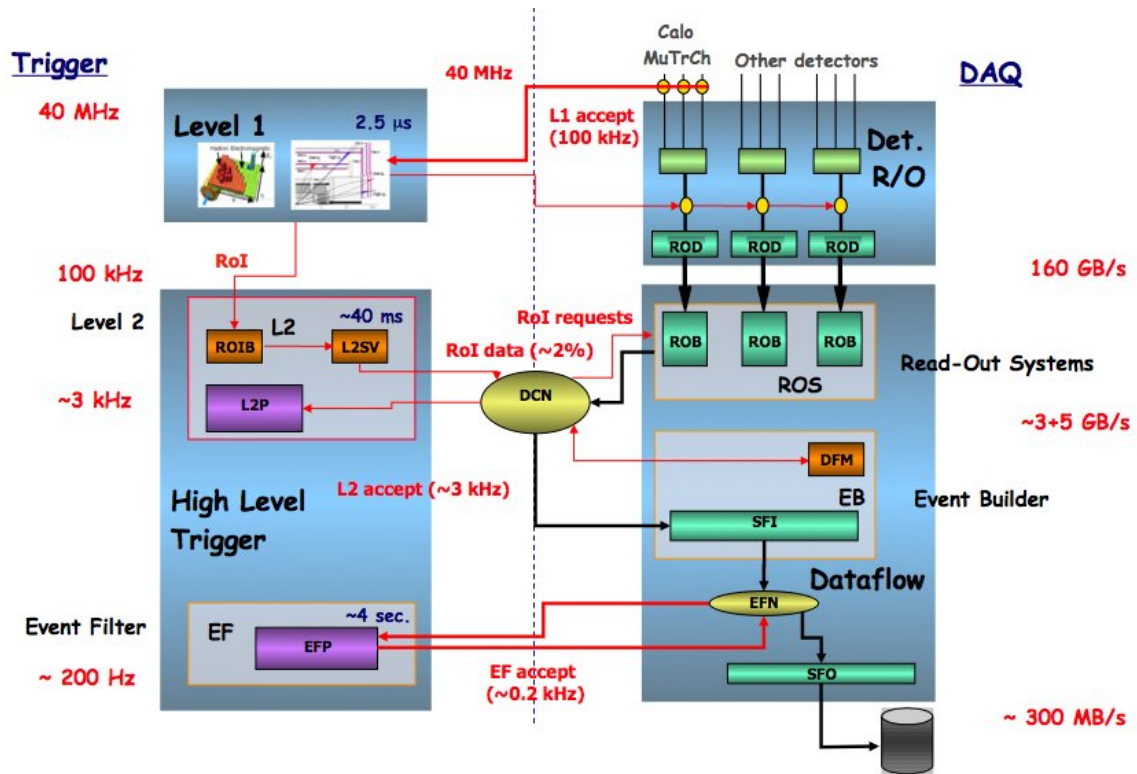 Trigger
40 MHz
Level 1
2.5 μs
40 MHz
Calo
MuTrCh
Other detectors
DAQ
L1 accept
(100 kHz)
Det.
R/O
ROD
ROD
ROD
100 kHz
RoI
160 GB/s
Level 2
L2
~40 ms
ROIB
L2SV
L2P
RoI requests
RoI data (~2%)
DCN
ROB
ROB
ROB
ROS
Read-Out Systems
~3 kHz
~3+5 GB/s
L2 accept (~3 kHz)
High Level
Trigger
DFM
EB
SFI
Event Builder
Dataflow
EFN
Event Filter
EF
~4 sec.
EFP
~ 200 Hz
EF accept
(~0.2 kHz)
SFO
~ 300 MB/s